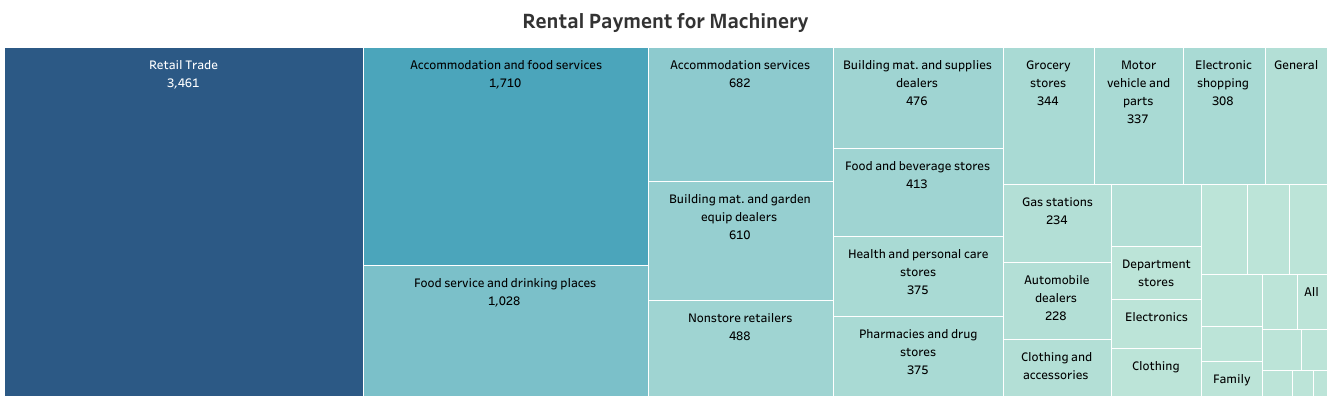 Rental Payment for Machinery
Retail Trade
3,461
Accommodation and food services
1,710
Food service and drinking places
1,028
Accommodation services
682
Building mat. and garden
equip dealers
610
Nonstore retailers
488
Building mat. and supplies
dealers
476
Food and beverage stores
413
Health and personal care
stores
375
Pharmacies and drug
stores
375
Grocery
stores
344
Motor
vehicle and
parts
337
Electronic
shopping
308
General
Gas stations
234
Automobile
dealers
228
Clothing and
accessories
Department
stores
Electronics
Clothing
Family
All